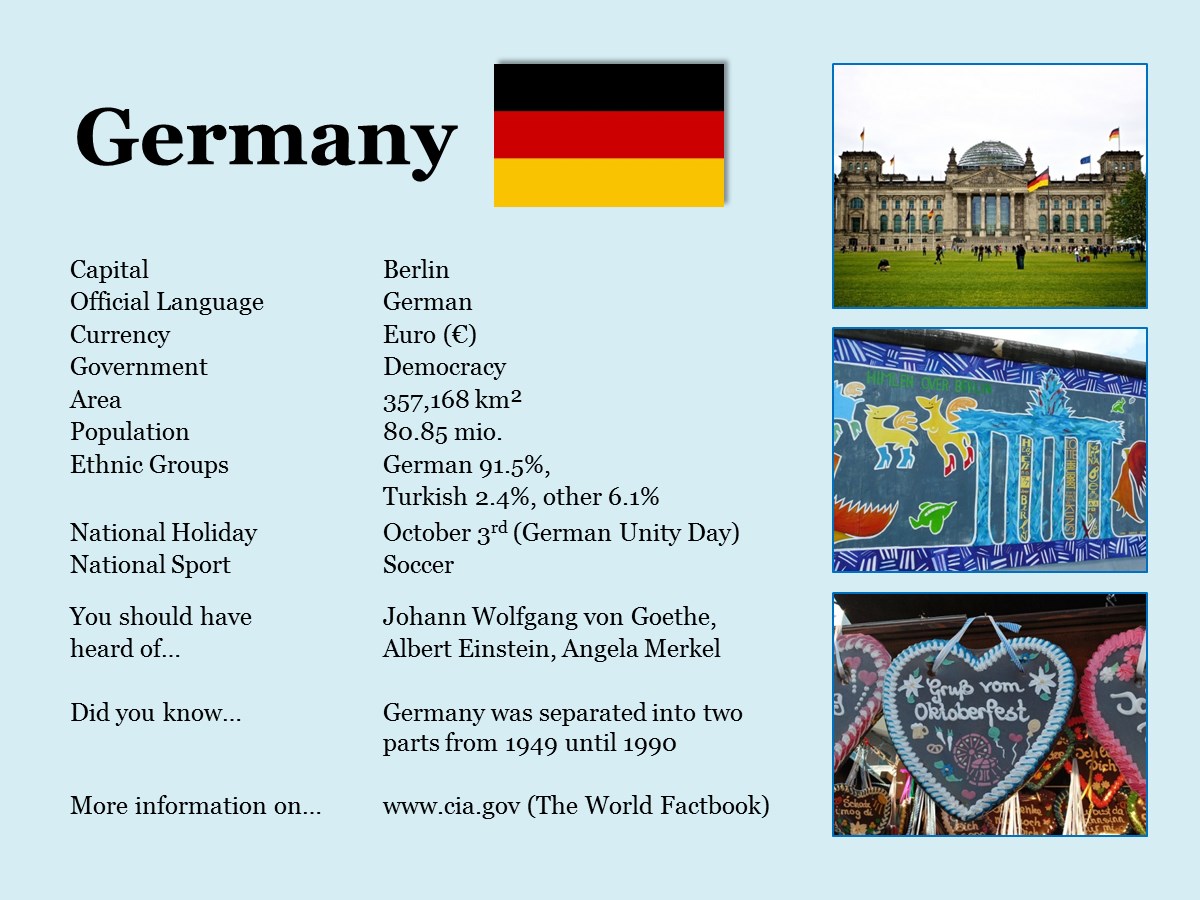 Germany
Capital Berlin
Official Language German
Currency Euro (€)
Government Democracy
Area 357,168 km²
Population 80.85 mio.
Ethnic Groups German 91.5%,
Turkish 2.4%, other 6.1%
National Holiday October 3rd (German Unity Day)
National Sport Soccer
You should have Johann Wolfgang von Goethe,
heard of... Albert Einstein, Angela Merkel
Did you know... Germany was separated into two
parts from 1949 until 1990
More information on... www.cia.gov (The World Factbook)
Gruß vom
Oktoberfest